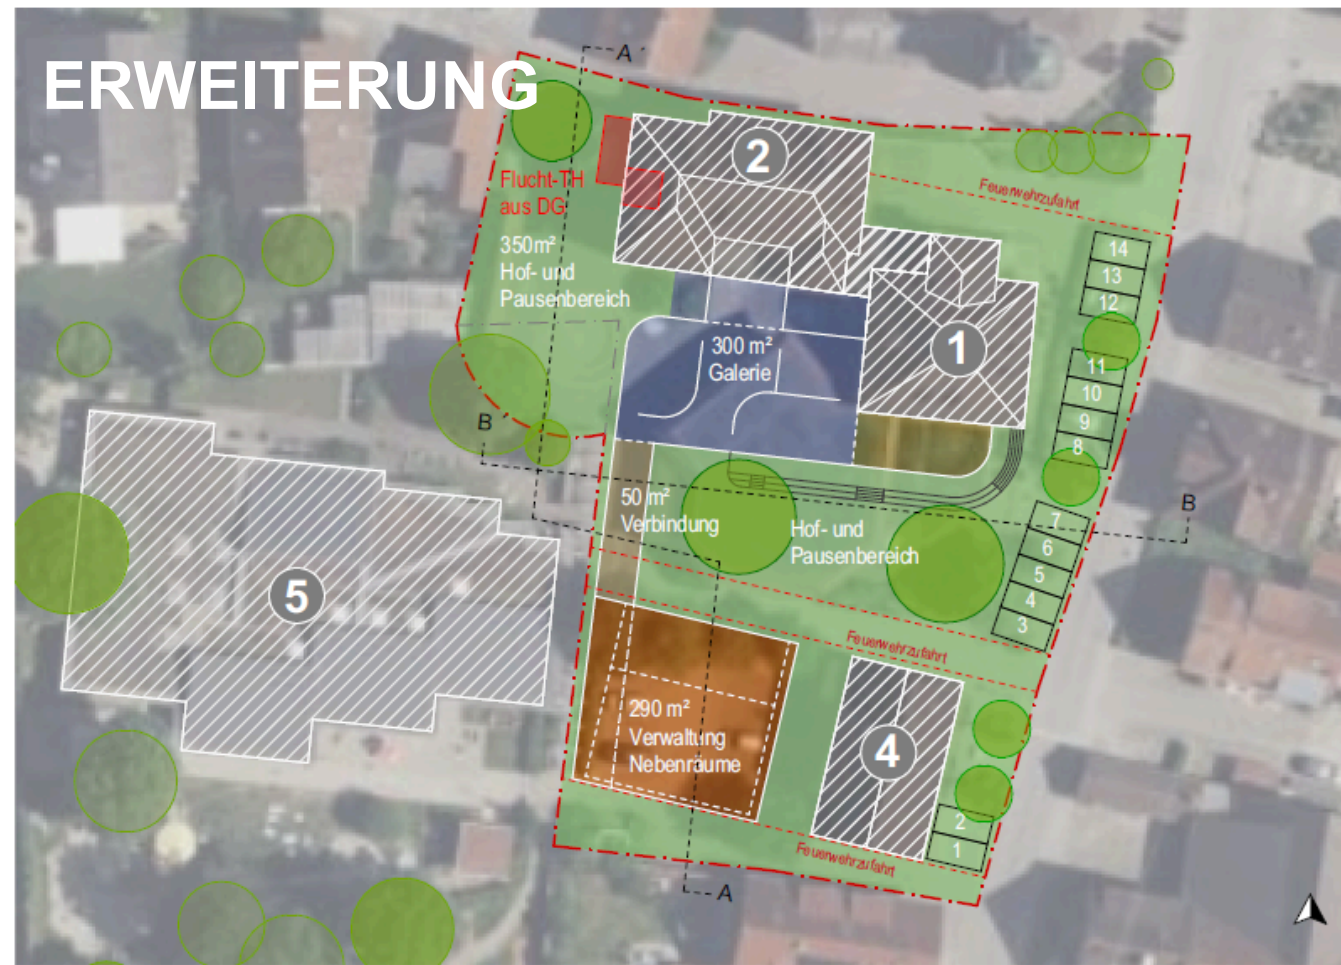 ERWEITERUNG
A
2
Flucht-TH
aus DG
Feuerwehrzufahrt
350m²
Hof- und
Pausenbereich
14
13
12
300 m²
Galerie
1
11
10
9
8
B
50 m²
Verbindung
Hof- und
Pausenbereich
B
7
6
5
4
3
5
Feuerwehrzufahrt
290 m²
Verwaltung
Nebenräume
4
2
1
Feuerwehrzufahrt
A